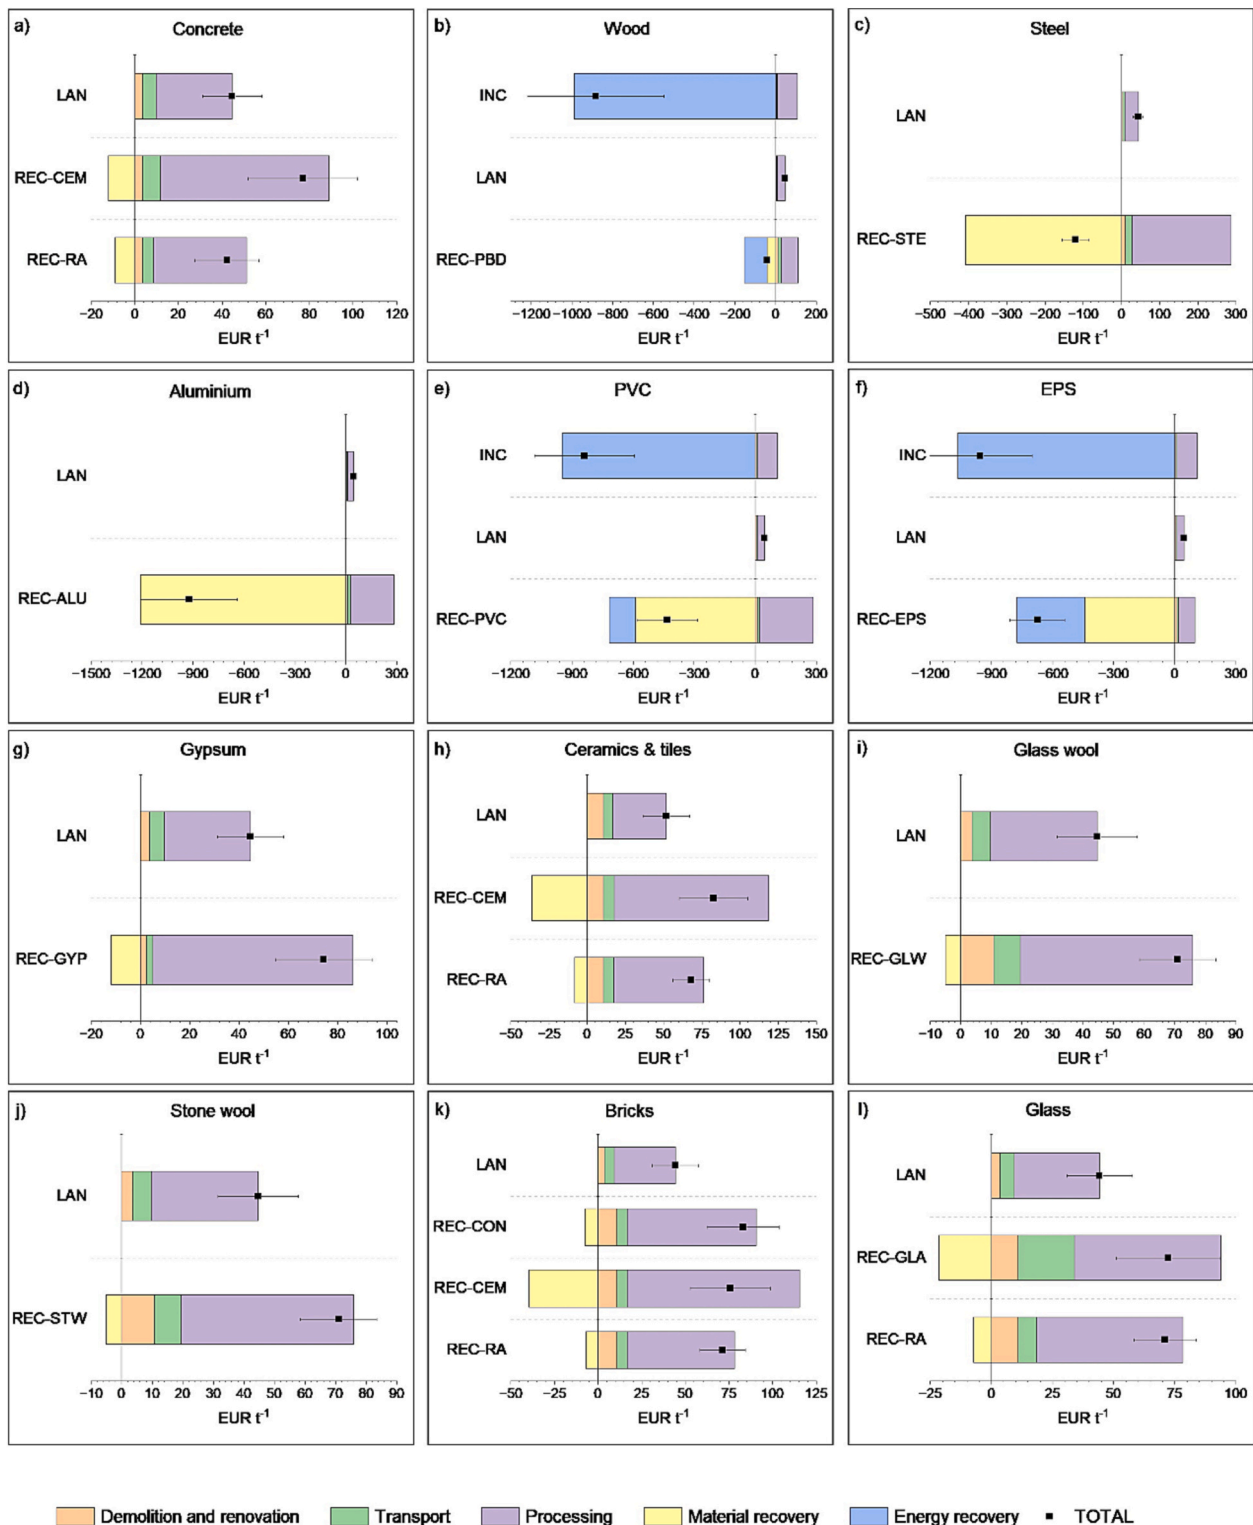 a) Concrete
LAN
REC-CEM
REC-RA
−20 0 20 40 60 80 100 120
EUR t⁻¹
b) Wood
INC
LAN
REC-PBD
−1200 −1000 −800 −600 −400 −200 0 200
EUR t⁻¹
c) Steel
LAN
REC-STE
−500 −400 −300 −200 −100 0 100 200 300
EUR t⁻¹
d) Aluminium
LAN
REC-ALU
−1500 −1200 −900 −600 −300 0 300
EUR t⁻¹
e) PVC
INC
LAN
REC-PVC
−1200 −900 −600 −300 0 300
EUR t⁻¹
f) EPS
INC
LAN
REC-EPS
−1200 −900 −600 −300 0 300
EUR t⁻¹
g) Gypsum
LAN
REC-GYP
−20 0 20 40 60 80 100
EUR t⁻¹
h) Ceramics & tiles
LAN
REC-CEM
REC-RA
−50 −25 0 25 50 75 100 125 150
EUR t⁻¹
i) Glass wool
LAN
REC-GLW
−10 0 10 20 30 40 50 60 70 80 90
EUR t⁻¹
j) Stone wool
LAN
REC-STW
−10 0 10 20 30 40 50 60 70 80 90
EUR t⁻¹
k) Bricks
LAN
REC-CON
REC-CEM
REC-RA
−50 −25 0 25 50 75 100 125
EUR t⁻¹
l) Glass
LAN
REC-GLA
REC-RA
−25 0 25 50 75 100
EUR t⁻¹
Demolition and renovation Transport Processing Material recovery Energy recovery TOTAL